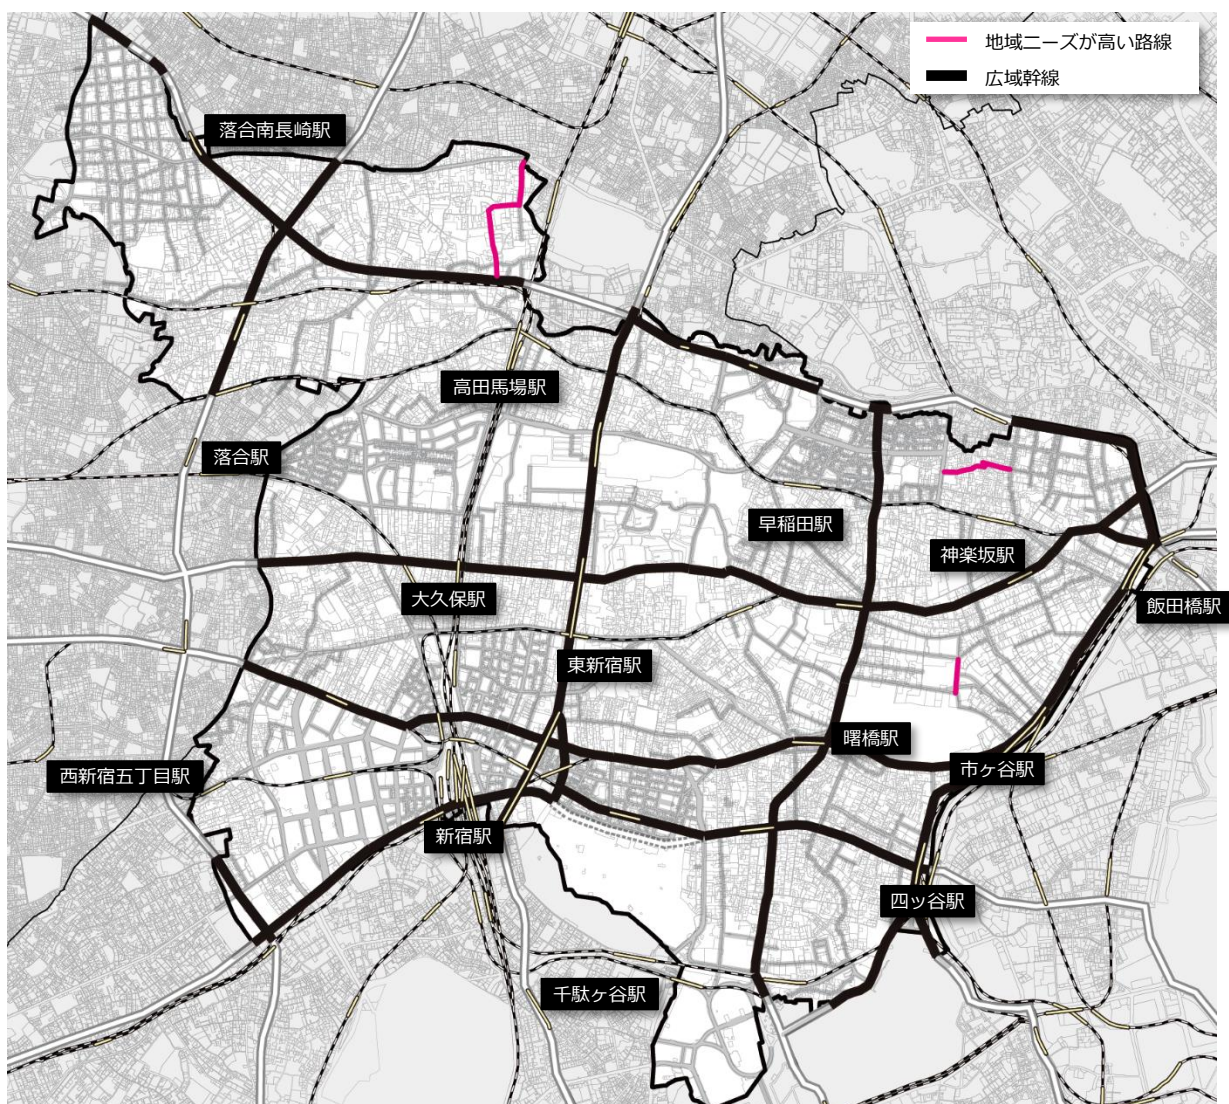 地域ニーズが高い路線
広域幹線
落合南長崎駅
高田馬場駅
落合駅
早稲田駅
神楽坂駅
大久保駅
飯田橋駅
東新宿駅
曙橋駅
市ヶ谷駅
西新宿五丁目駅
新宿駅
四ッ谷駅
千駄ヶ谷駅